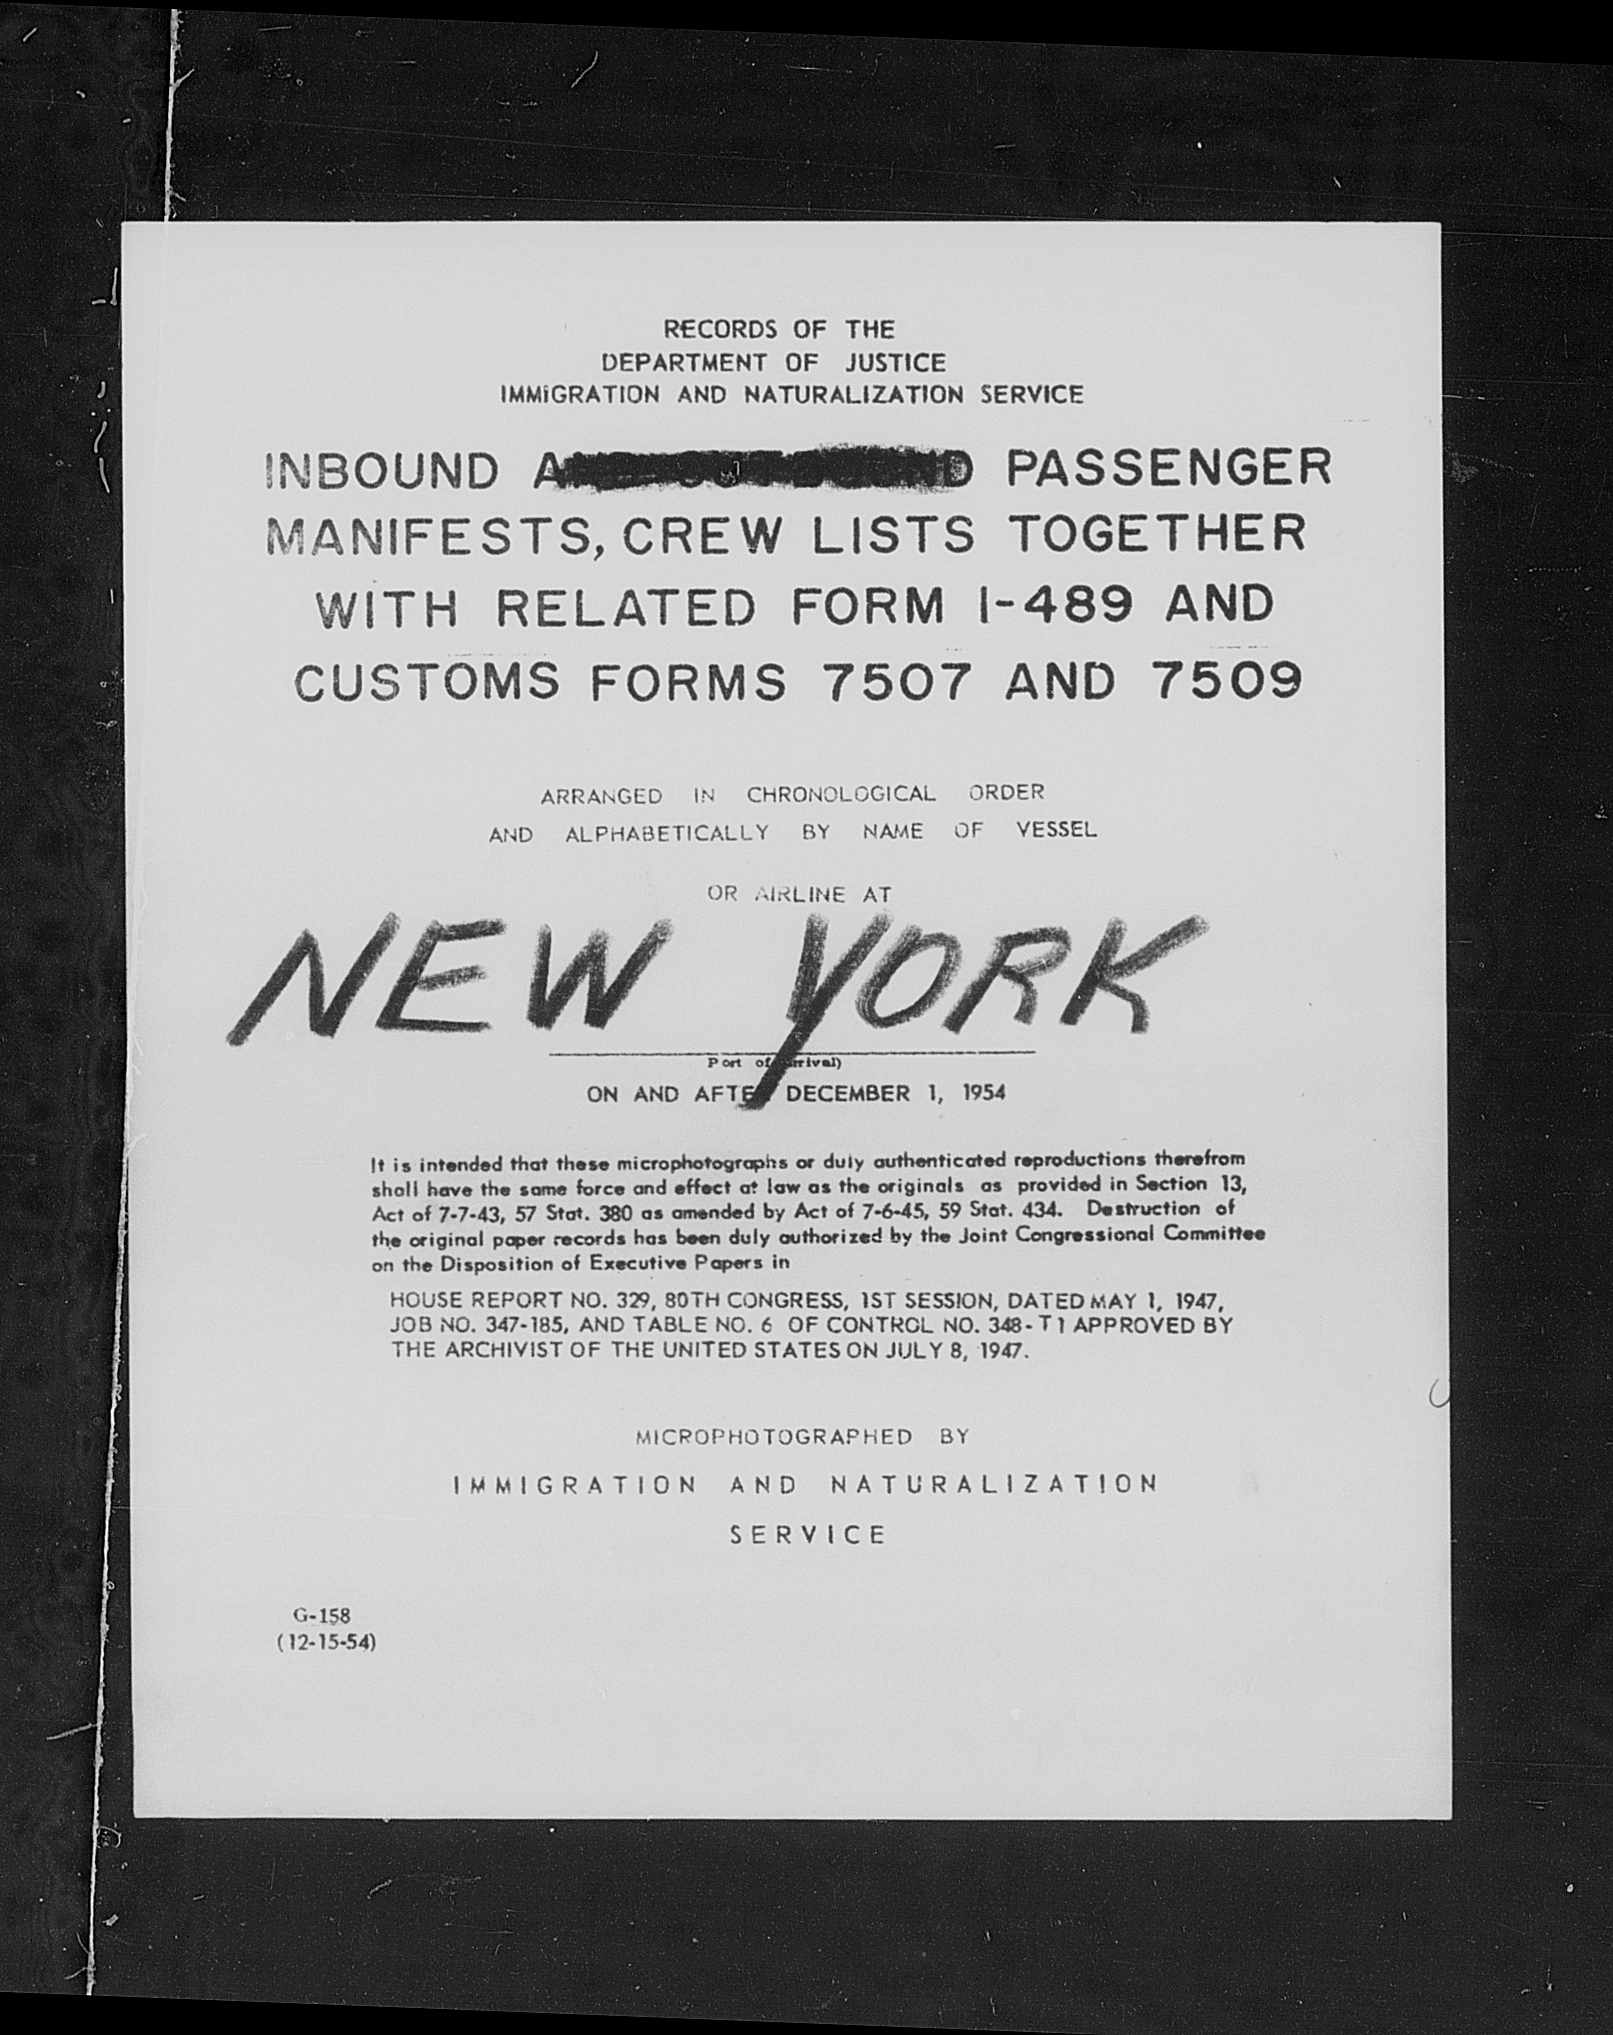 RECORDS OF THE
DEPARTMENT OF JUSTICE
IMMIGRATION AND NATURALIZATION SERVICE
INBOUND PASSENGER
MANIFESTS, CREW LISTS TOGETHER
WITH RELATED FORM I-489 AND
CUSTOMS FORMS 7507 AND 7509
ARRANGED IN CHRONOLOGICAL ORDER
AND ALPHABETICALLY BY NAME OF VESSEL
OR AIRLINE AT
NEW YORK
Port of Arrival)
ON AND AFTER DECEMBER 1, 1954
It is intended that these microphotographs or duly authenticated reproductions therefrom
shall have the same force and effect at law as the originals as provided in Section 13,
Act of 7-7-43, 57 Stat. 380 as amended by Act of 7-6-45, 59 Stat. 434. Destruction of
the original paper records has been duly authorized by the Joint Congressional Committee
on the Disposition of Executive Papers in
HOUSE REPORT NO. 329, 80TH CONGRESS, 1ST SESSION, DATED MAY 1, 1947,
JOB NO. 347-185, AND TABLE NO. 6 OF CONTROL NO. 348-T1 APPROVED BY
THE ARCHIVIST OF THE UNITED STATES ON JULY 8, 1947.
MICROPHOTOGRAPHED BY
IMMIGRATION AND NATURALIZATION
SERVICE
G-158
(12-15-54)